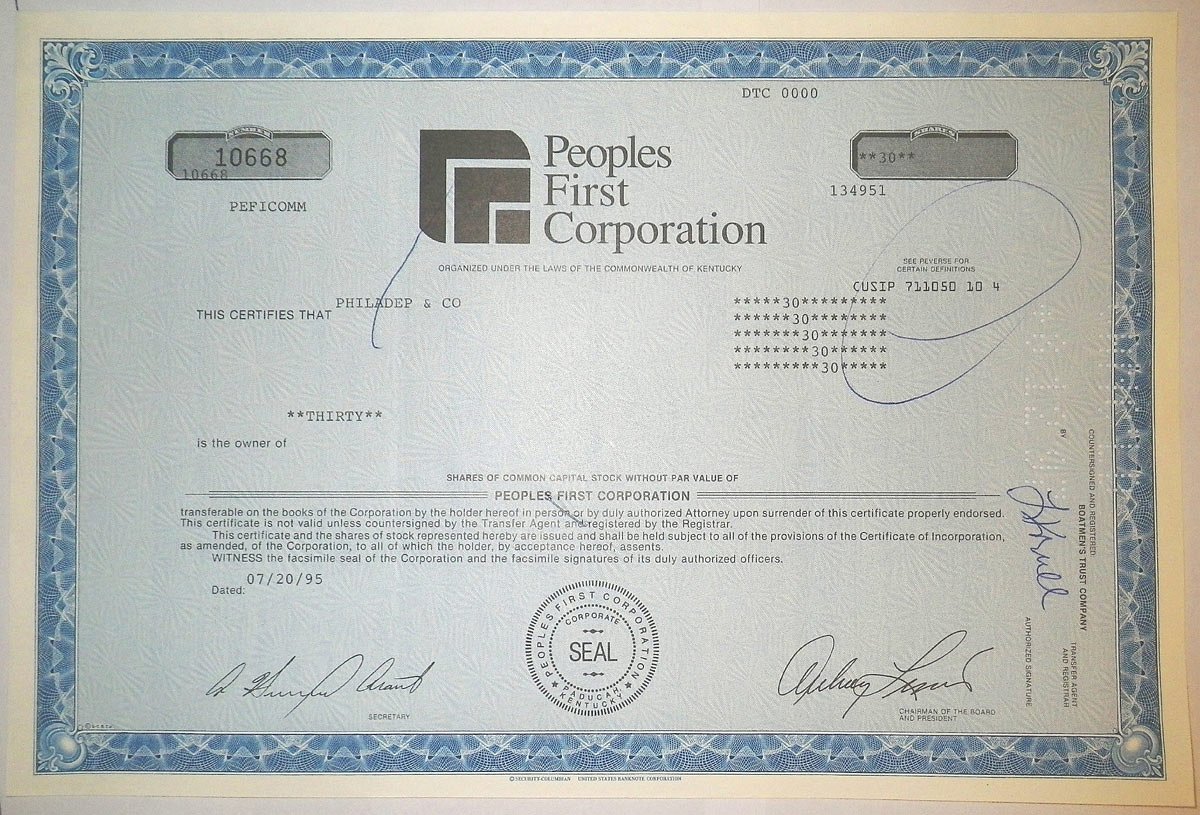 DTC 0000
NUMBER
10668
10668
PEFICOMM
Peoples
First
Corporation
SHARES
**30**
134951
ORGANIZED UNDER THE LAWS OF THE COMMONWEALTH OF KENTUCKY
SEE REVERSE FOR
CERTAIN DEFINITIONS
CUSIP 711050 10 4
THIS CERTIFIES THAT
PHILADEP & CO
*****30*********
******30********
*******30*******
********30******
*********30*****
**THIRTY**
is the owner of
SHARES OF COMMON CAPITAL STOCK WITHOUT PAR VALUE OF
PEOPLES FIRST CORPORATION
transferable on the books of the Corporation by the holder hereof in person or by duly authorized Attorney upon surrender of this certificate properly endorsed.
This certificate is not valid unless countersigned by the Transfer Agent and registered by the Registrar.
This certificate and the shares of stock represented hereby are issued and shall be held subject to all of the provisions of the Certificate of Incorporation,
as amended, of the Corporation, to all of which the holder, by acceptance hereof, assents.
WITNESS the facsimile seal of the Corporation and the facsimile signatures of its duly authorized officers.
Dated:
07/20/95
PEOPLES FIRST CORPORATION
CORPORATE
SEAL
PADUCAH
KENTUCKY
SECRETARY
CHAIRMAN OF THE BOARD
AND PRESIDENT
COUNTERSIGNED AND REGISTERED:
BOATMEN'S TRUST COMPANY
BY
TRANSFER AGENT
AND REGISTRAR
AUTHORIZED SIGNATURE
© SECURITY-COLUMBIAN UNITED STATES BANKNOTE CORPORATION